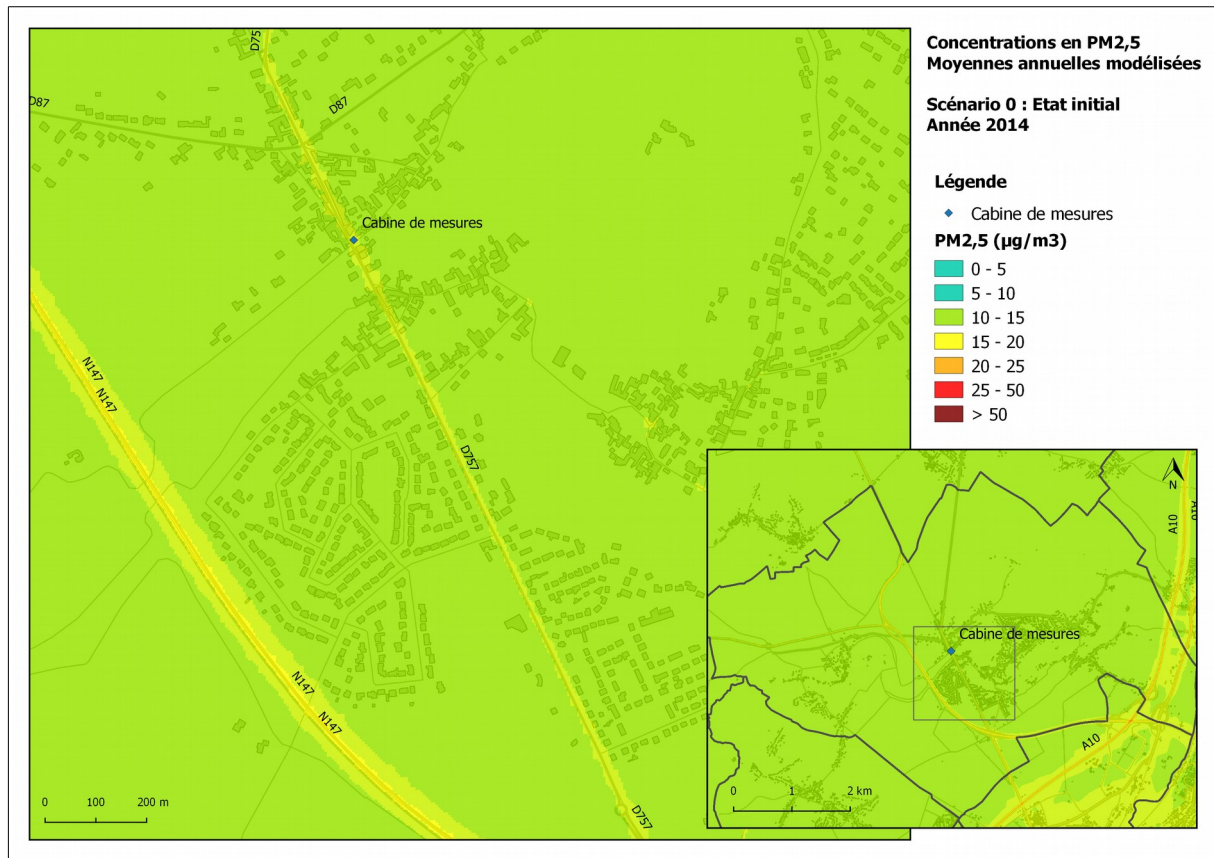 Concentrations en PM2,5
Moyennes annuelles modélisées
Scénario 0 : Etat initial
Année 2014
Légende
Cabine de mesures
PM2,5 (µg/m3)
0 - 5
5 - 10
10 - 15
15 - 20
20 - 25
25 - 50
> 50
D75
D87
D87
Cabine de mesures
N147
N147
D757
N147
N147
D757
0 100 200 m
N
A10
A10
Cabine de mesures
A10
0 1 2 km